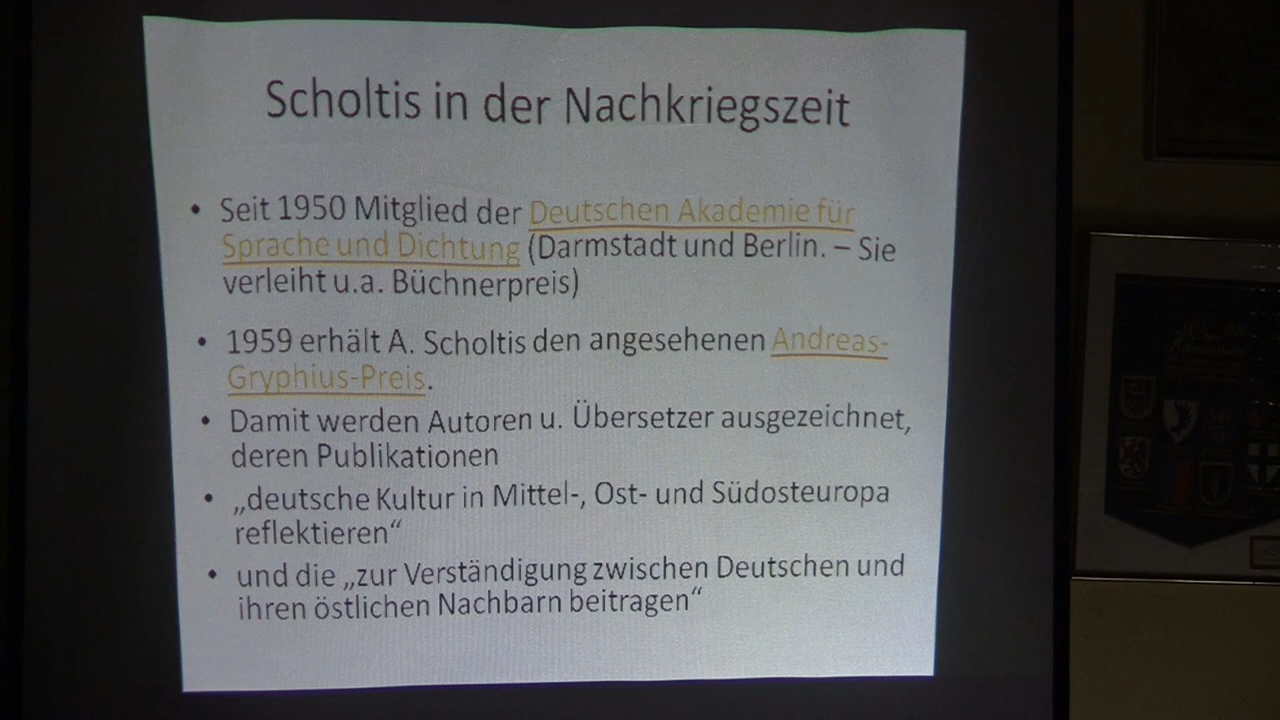 Scholtis in der Nachkriegszeit
• Seit 1950 Mitglied der Deutschen Akademie für
Sprache und Dichtung (Darmstadt und Berlin. – Sie
verleiht u.a. Büchnerpreis)
• 1959 erhält A. Scholtis den angesehenen Andreas-
Gryphius-Preis.
• Damit werden Autoren u. Übersetzer ausgezeichnet,
deren Publikationen
• „deutsche Kultur in Mittel-, Ost- und Südosteuropa
reflektieren“
• und die „zur Verständigung zwischen Deutschen und
ihren östlichen Nachbarn beitragen“